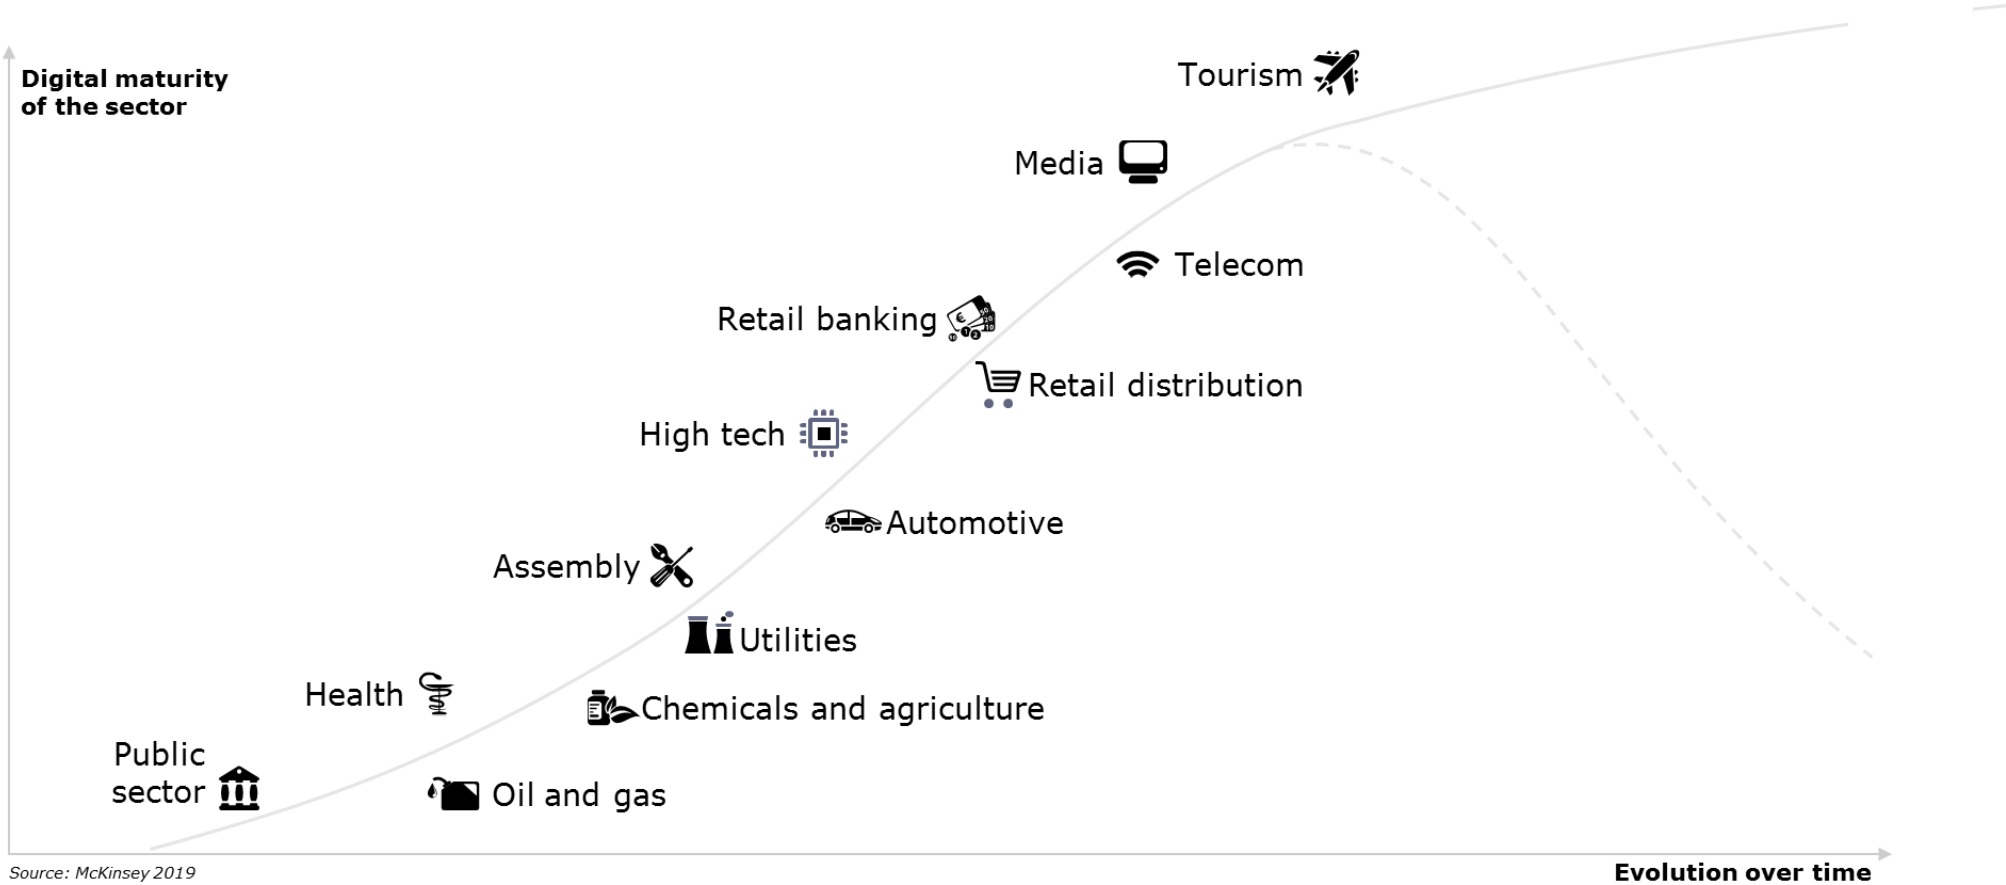 Digital maturity
of the sector
Tourism
Media
Telecom
Retail banking
Retail distribution
High tech
Automotive
Assembly
Utilities
Health
Chemicals and agriculture
Public
sector
Oil and gas
Source: McKinsey 2019
Evolution over time